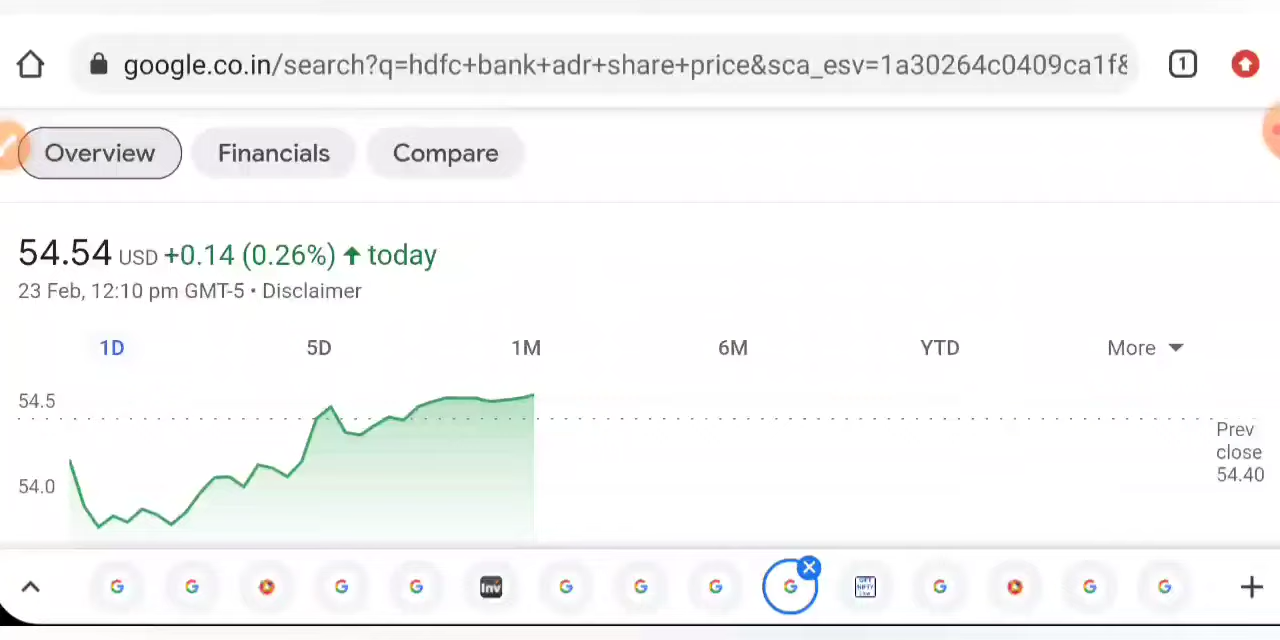 google.co.in/search?q=hdfc+bank+adr+share+price&sca_esv=1a30264c0409ca1f8
1
Overview Financials Compare
54.54 USD +0.14 (0.26%) ↑ today
23 Feb, 12:10 pm GMT-5 • Disclaimer
1D 5D 1M 6M YTD More
54.5
54.0
Prev
close
54.40
Inv
NIFTY